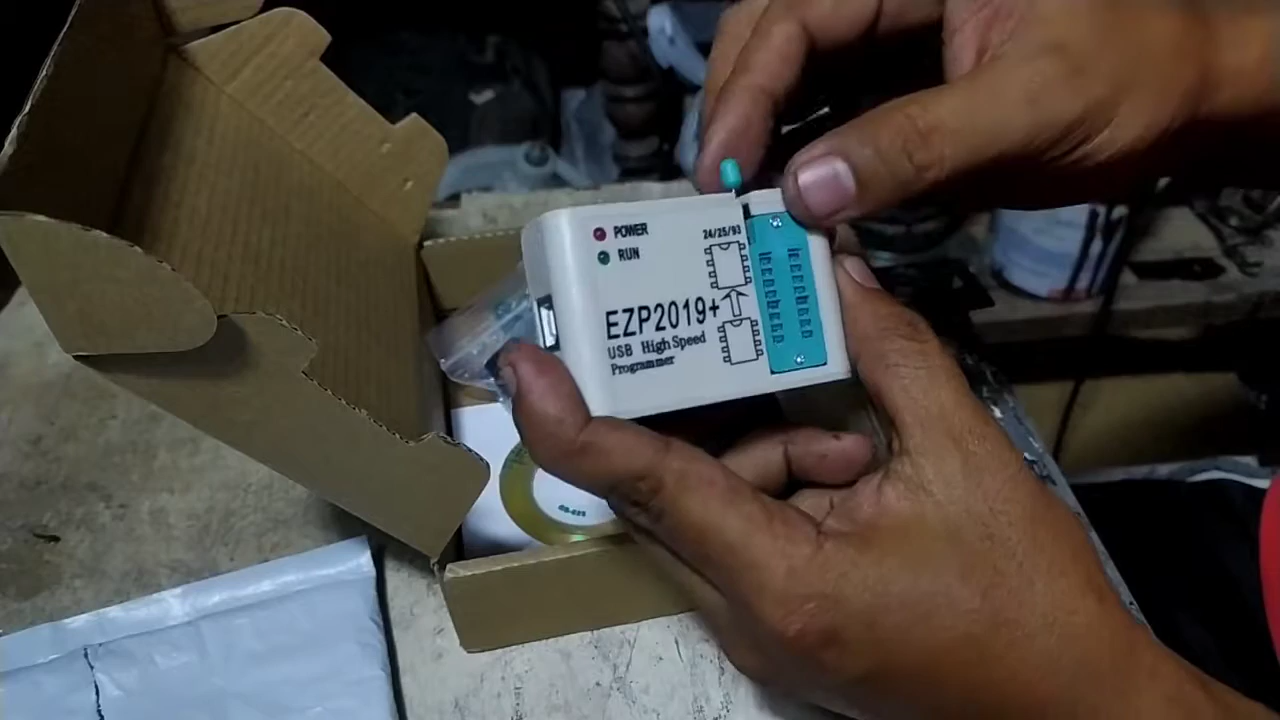 POWER
RUN
24/25/93
EZP2019+
USB High Speed
Programmer